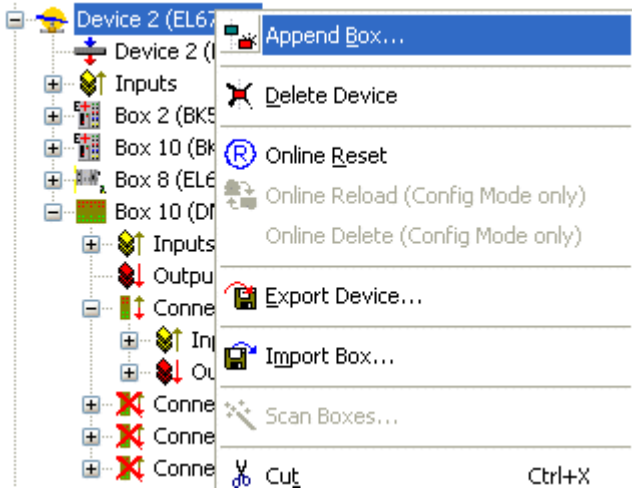 Device 2 (EL67
Append Box...
Device 2 (
Inputs
Delete Device
Box 2 (BK5
Box 10 (BK
Online Reset
Box 8 (EL6
Online Reload (Config Mode only)
Box 10 (DN
Online Delete (Config Mode only)
Inputs
Outpu
Export Device...
Conne
Inp
Import Box...
Ou
Conne
Scan Boxes...
Conne
Conne
Cut Ctrl+X